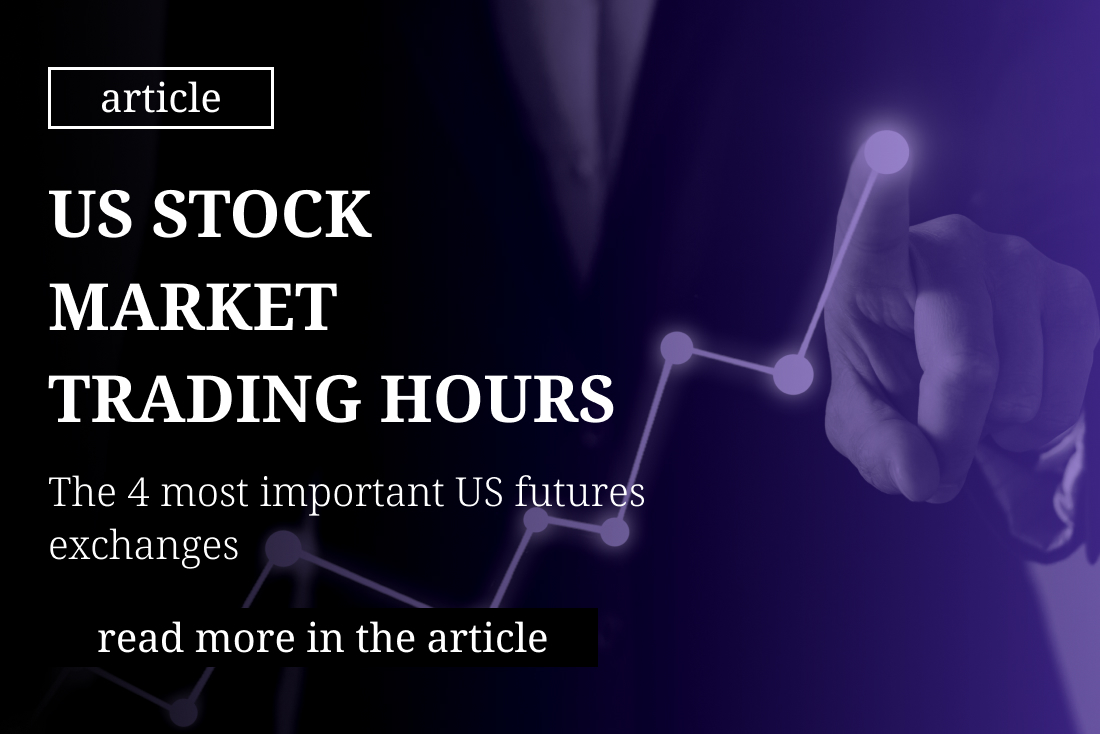 article
US STOCK
MARKET
TRADING HOURS
The 4 most important US futures
exchanges
read more in the article